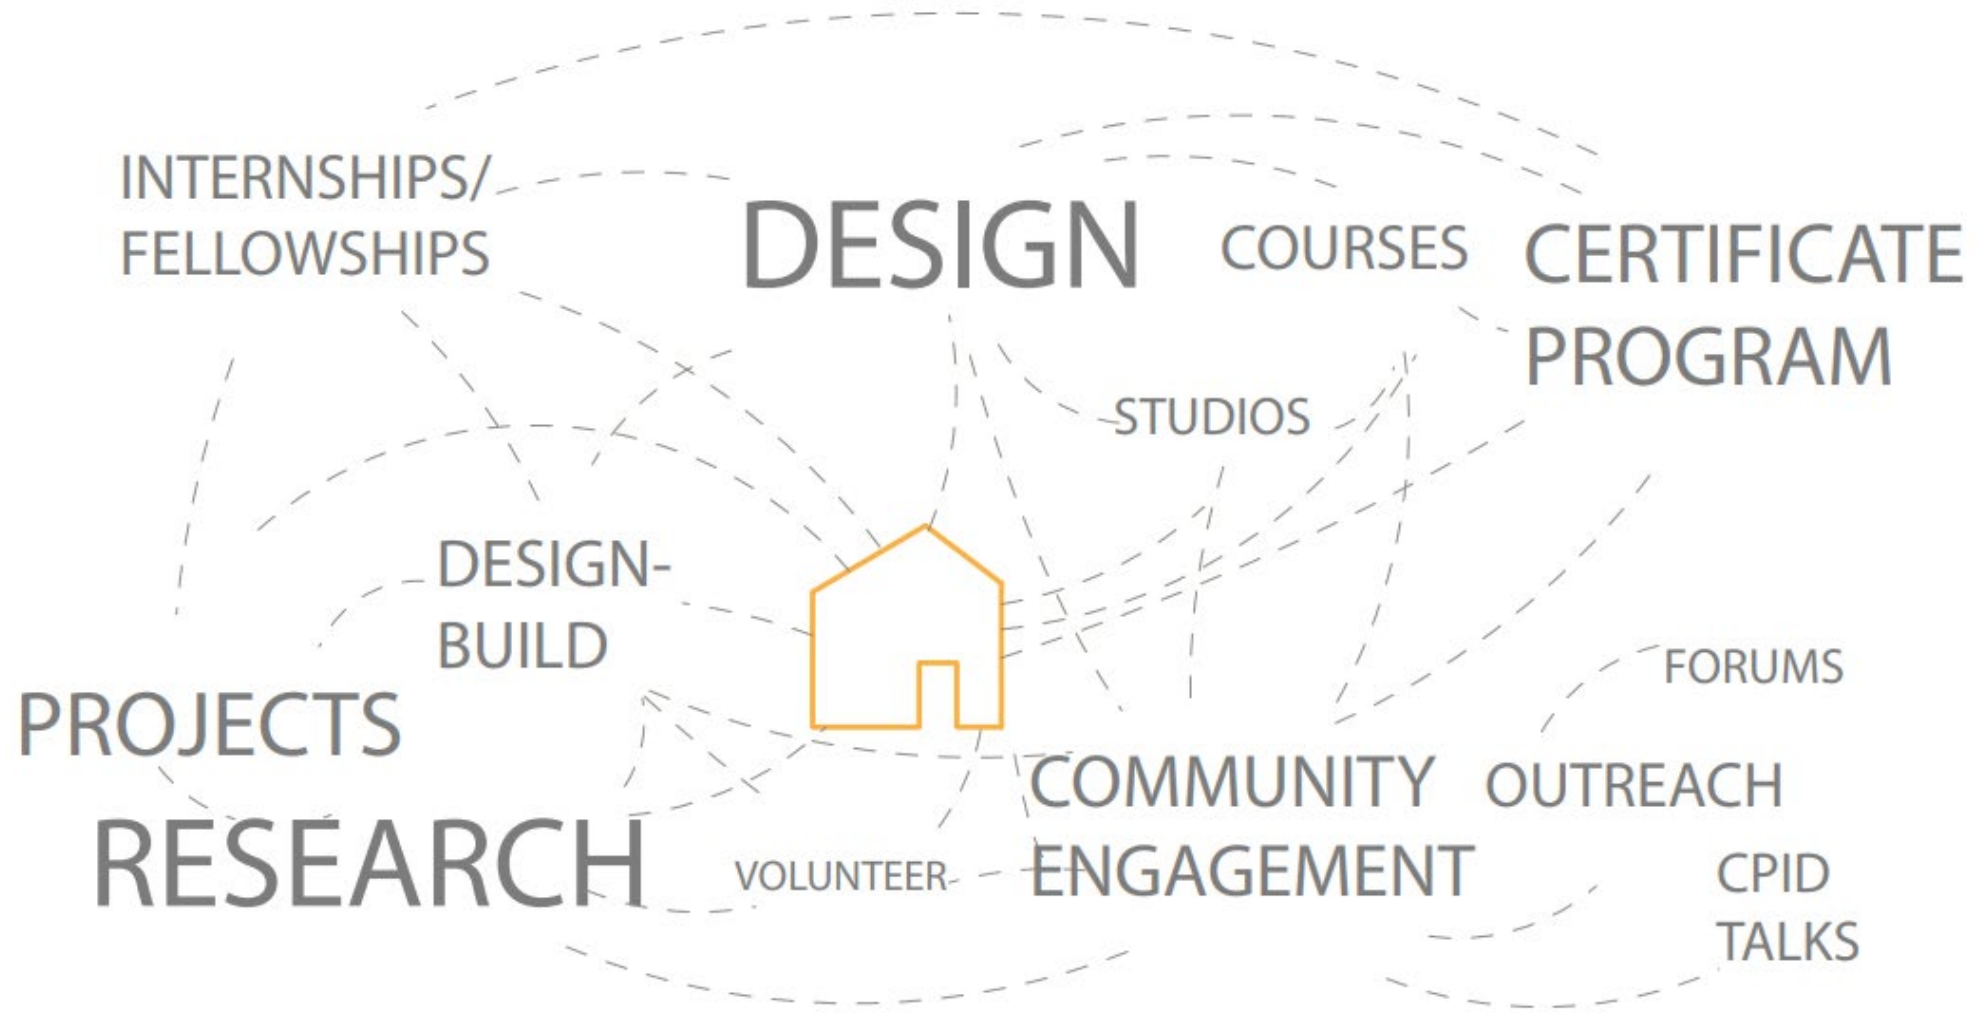 INTERNSHIPS/
FELLOWSHIPS
DESIGN
COURSES
CERTIFICATE
PROGRAM
STUDIOS
DESIGN-
BUILD
PROJECTS
RESEARCH
VOLUNTEER
COMMUNITY
ENGAGEMENT
OUTREACH
FORUMS
CPID
TALKS